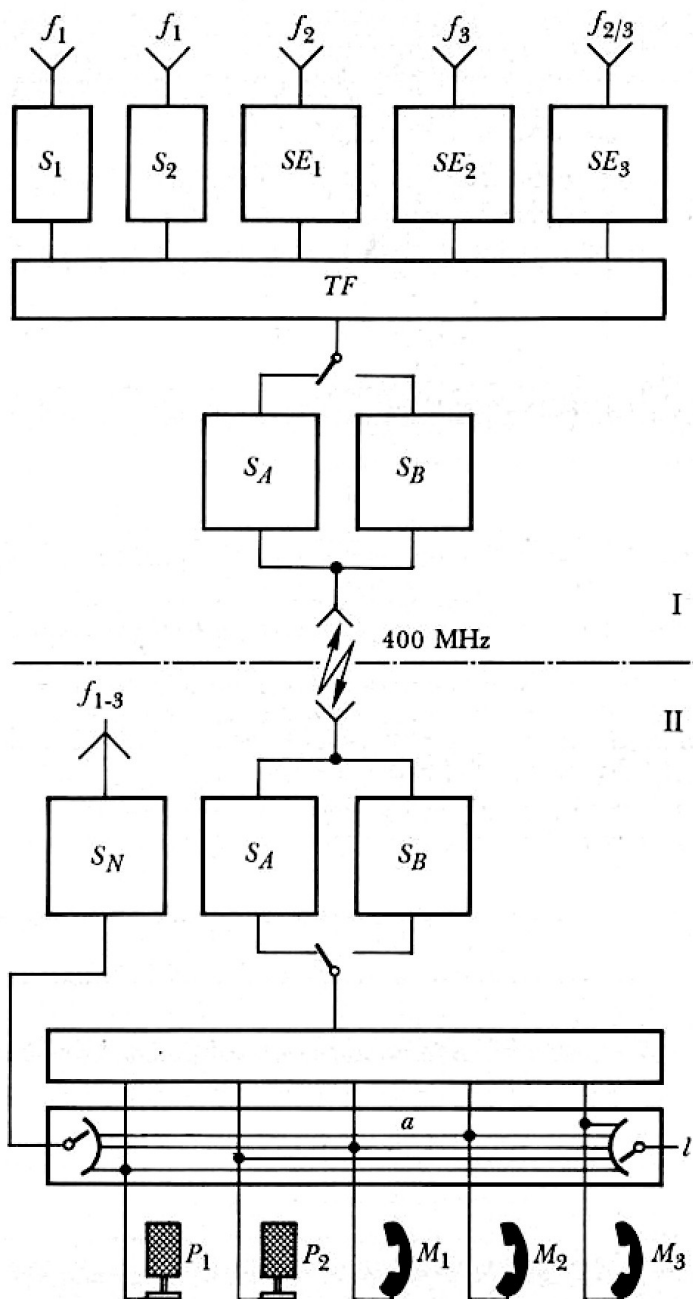 f1 f1 f2 f3 f2/3
S1 S2 SE1 SE2 SE3
TF
SA SB
I
400 MHz
f1-3
II
SN SA SB
a
l
P1 P2 M1 M2 M3